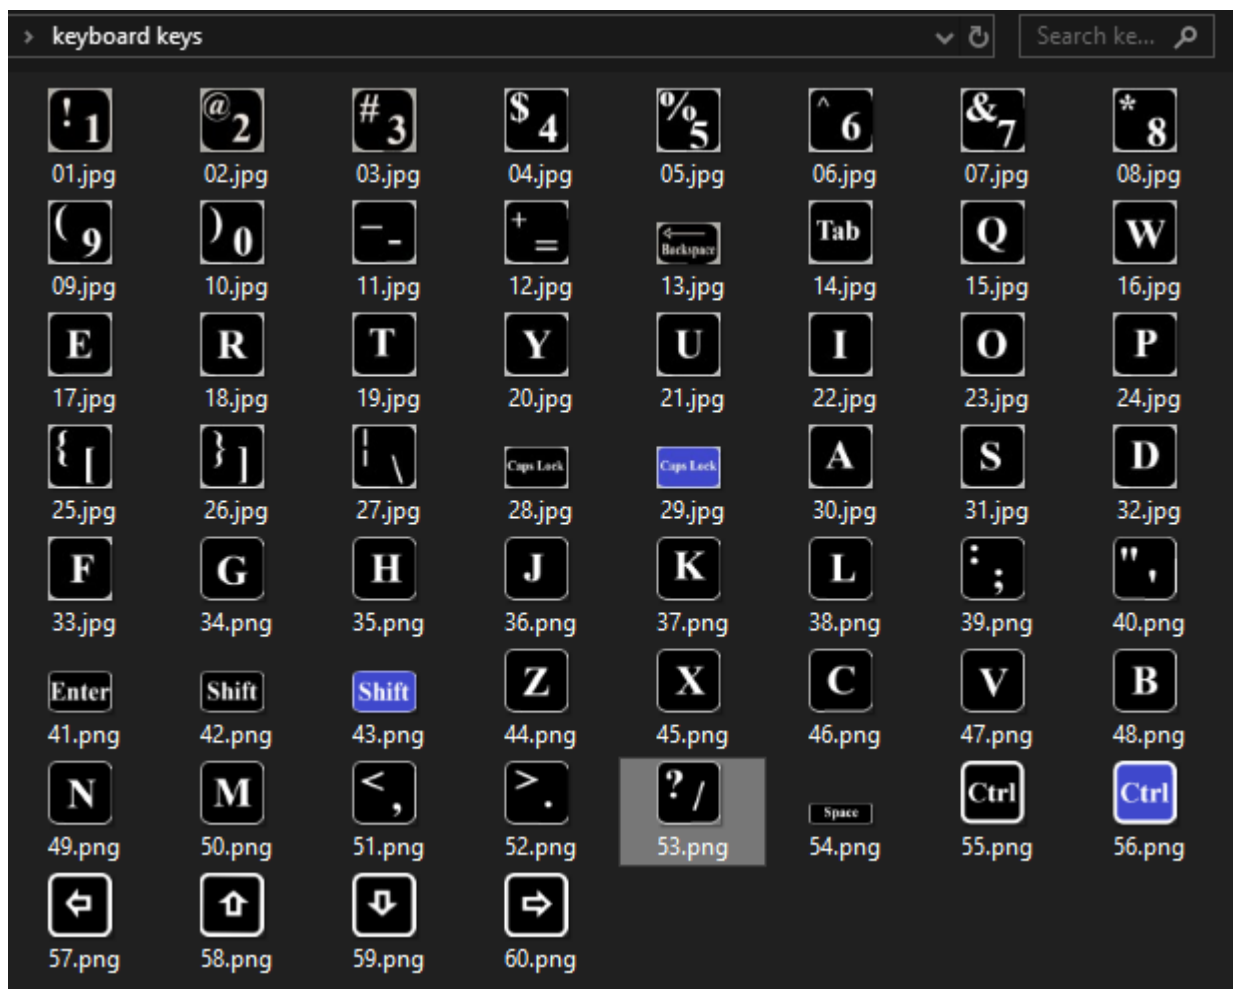 > keyboard keys
Search ke...
! 1 @ 2 # 3 $ 4 % 5 ^ 6 & 7 * 8
01.jpg 02.jpg 03.jpg 04.jpg 05.jpg 06.jpg 07.jpg 08.jpg
( 9 ) 0 _ - + = Backspace Tab Q W
09.jpg 10.jpg 11.jpg 12.jpg 13.jpg 14.jpg 15.jpg 16.jpg
E R T Y U I O P
17.jpg 18.jpg 19.jpg 20.jpg 21.jpg 22.jpg 23.jpg 24.jpg
{ [ } ] ¦ \ Caps Lock Caps Lock A S D
25.jpg 26.jpg 27.jpg 28.jpg 29.jpg 30.jpg 31.jpg 32.jpg
F G H J K L : ; " '
33.jpg 34.png 35.png 36.png 37.png 38.png 39.png 40.png
Enter Shift Shift Z X C V B
41.png 42.png 43.png 44.png 45.png 46.png 47.png 48.png
N M < , > . ? / Space Ctrl Ctrl
49.png 50.png 51.png 52.png 53.png 54.png 55.png 56.png
57.png 58.png 59.png 60.png